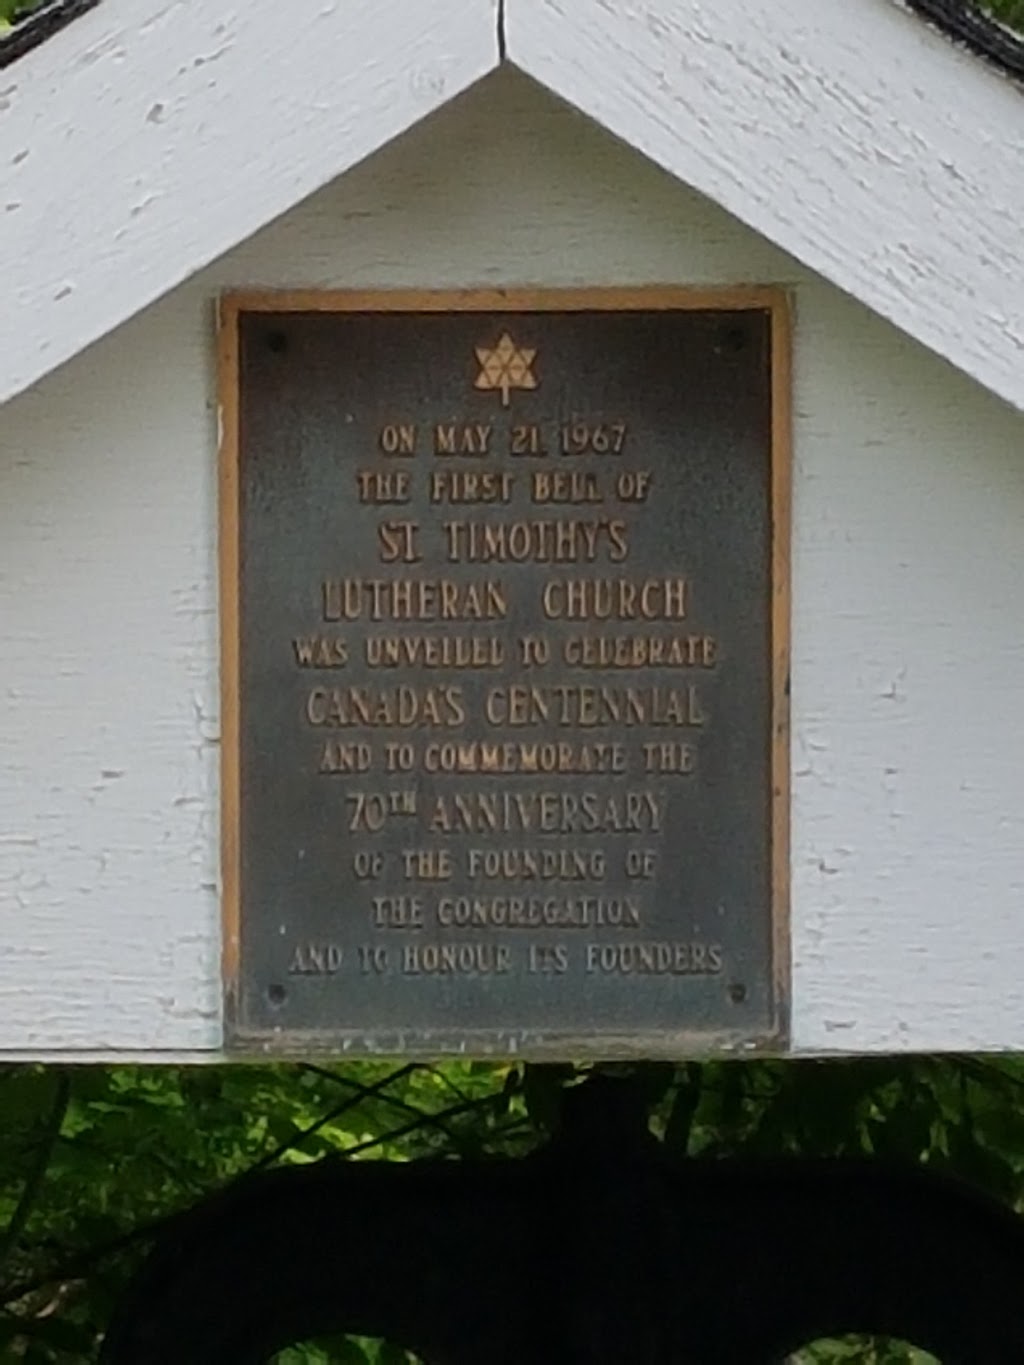 ON MAY 21, 1967
THE FIRST BELL OF
ST. TIMOTHY'S
LUTHERAN CHURCH
WAS UNVEILED TO CELEBRATE
CANADA'S CENTENNIAL
AND TO COMMEMORATE THE
70TH ANNIVERSARY
OF THE FOUNDING OF
THE CONGREGATION
AND TO HONOUR ITS FOUNDERS